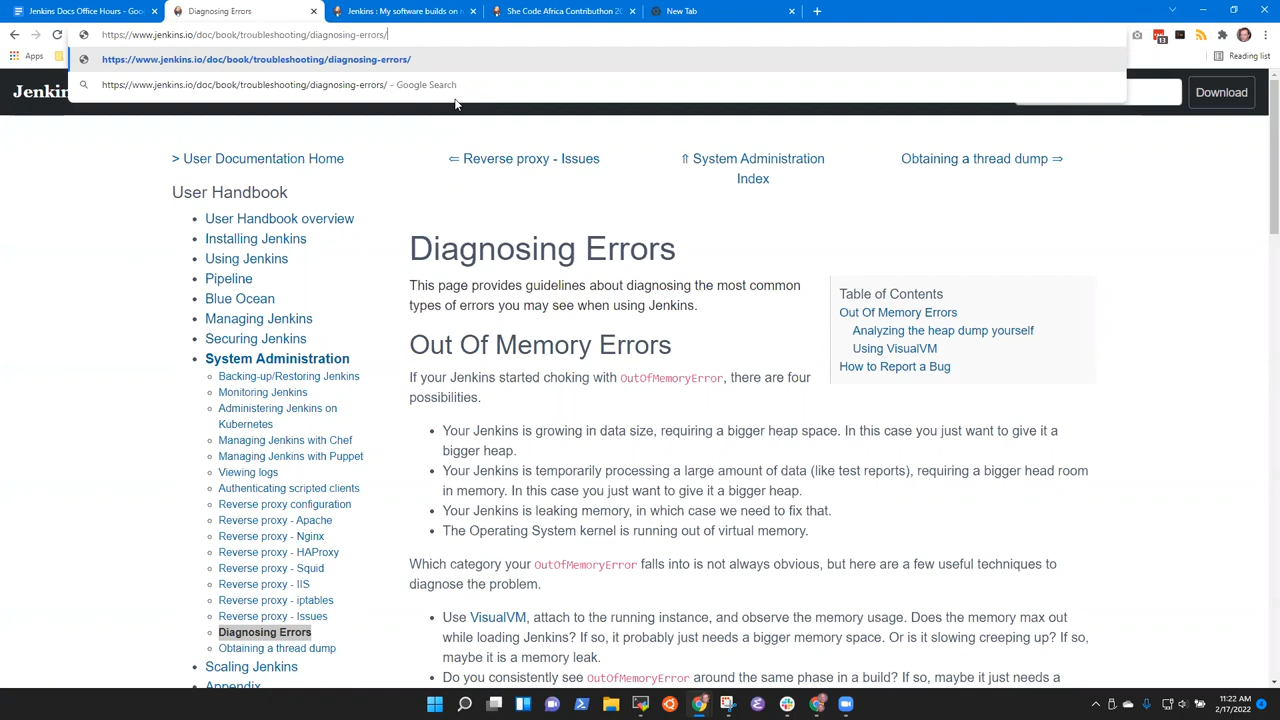 Jenkins Docs Office Hours - Goo
Diagnosing Errors
Jenkins : My software builds on m
She Code Africa Contributhon 20
New Tab
https://www.jenkins.io/doc/book/troubleshooting/diagnosing-errors/
13
https://www.jenkins.io/doc/book/troubleshooting/diagnosing-errors/
https://www.jenkins.io/doc/book/troubleshooting/diagnosing-errors/ - Google Search
Apps
Reading list
Jenkin
Download
> User Documentation Home
⇐ Reverse proxy - Issues
⇑ System Administration
Index
Obtaining a thread dump ⇒
User Handbook
User Handbook overview
Installing Jenkins
Using Jenkins
Pipeline
Blue Ocean
Managing Jenkins
Securing Jenkins
System Administration
Backing-up/Restoring Jenkins
Monitoring Jenkins
Administering Jenkins on
Kubernetes
Managing Jenkins with Chef
Managing Jenkins with Puppet
Viewing logs
Authenticating scripted clients
Reverse proxy configuration
Reverse proxy - Apache
Reverse proxy - Nginx
Reverse proxy - HAProxy
Reverse proxy - Squid
Reverse proxy - IIS
Reverse proxy - iptables
Reverse proxy - Issues
Diagnosing Errors
Obtaining a thread dump
Scaling Jenkins
Appendix
Diagnosing Errors
This page provides guidelines about diagnosing the most common
types of errors you may see when using Jenkins.
Table of Contents
Out Of Memory Errors
Analyzing the heap dump yourself
Using VisualVM
How to Report a Bug
Out Of Memory Errors
If your Jenkins started choking with OutOfMemoryError, there are four
possibilities.
Your Jenkins is growing in data size, requiring a bigger heap space. In this case you just want to give it a
bigger heap.
Your Jenkins is temporarily processing a large amount of data (like test reports), requiring a bigger head room
in memory. In this case you just want to give it a bigger heap.
Your Jenkins is leaking memory, in which case we need to fix that.
The Operating System kernel is running out of virtual memory.
Which category your OutOfMemoryError falls into is not always obvious, but here are a few useful techniques to
diagnose the problem.
Use VisualVM, attach to the running instance, and observe the memory usage. Does the memory max out
while loading Jenkins? If so, it probably just needs a bigger memory space. Or is it slowing creeping up? If so,
maybe it is a memory leak.
Do you consistently see OutOfMemoryError around the same phase in a build? If so, maybe it just needs a
11:22 AM
2/17/2022